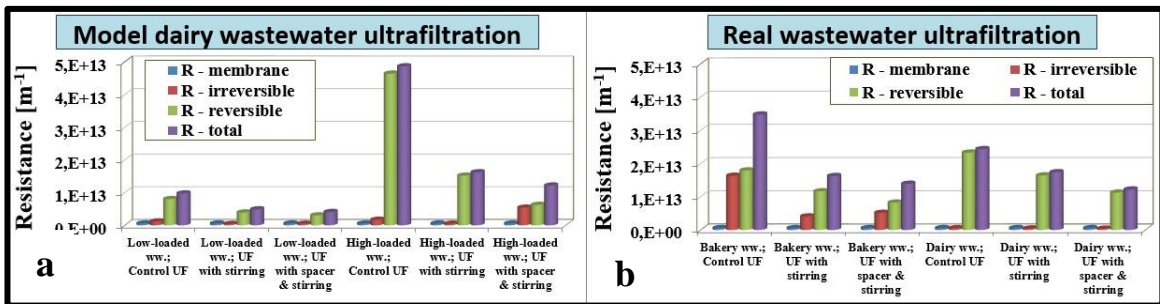 Model dairy wastewater ultrafiltration
Resistance [m⁻¹]
5,E+13
4,E+13
3,E+13
2,E+13
1,E+13
0,E+00
R - membrane
R - irreversible
R - reversible
R - total
Low-loaded
ww.;
Control UF
Low-loaded
ww.; UF
with stirring
Low-loaded
ww.; UF
with spacer
& stirring
High-loaded
ww.;
Control UF
High-loaded
ww.; UF
with stirring
High-loaded
ww.; UF
with spacer
& stirring
a
Real wastewater ultrafiltration
Resistance [m⁻¹]
5,E+13
4,E+13
3,E+13
2,E+13
1,E+13
0,E+00
R - membrane
R - irreversible
R - reversible
R - total
Bakery ww.;
Control UF
Bakery ww.;
UF with
stirring
Bakery ww.; UF
with spacer
& stirring
Dairy ww.;
Control UF
Dairy ww.;
UF with
stirring
Dairy ww.; UF
with spacer
& stirring
b